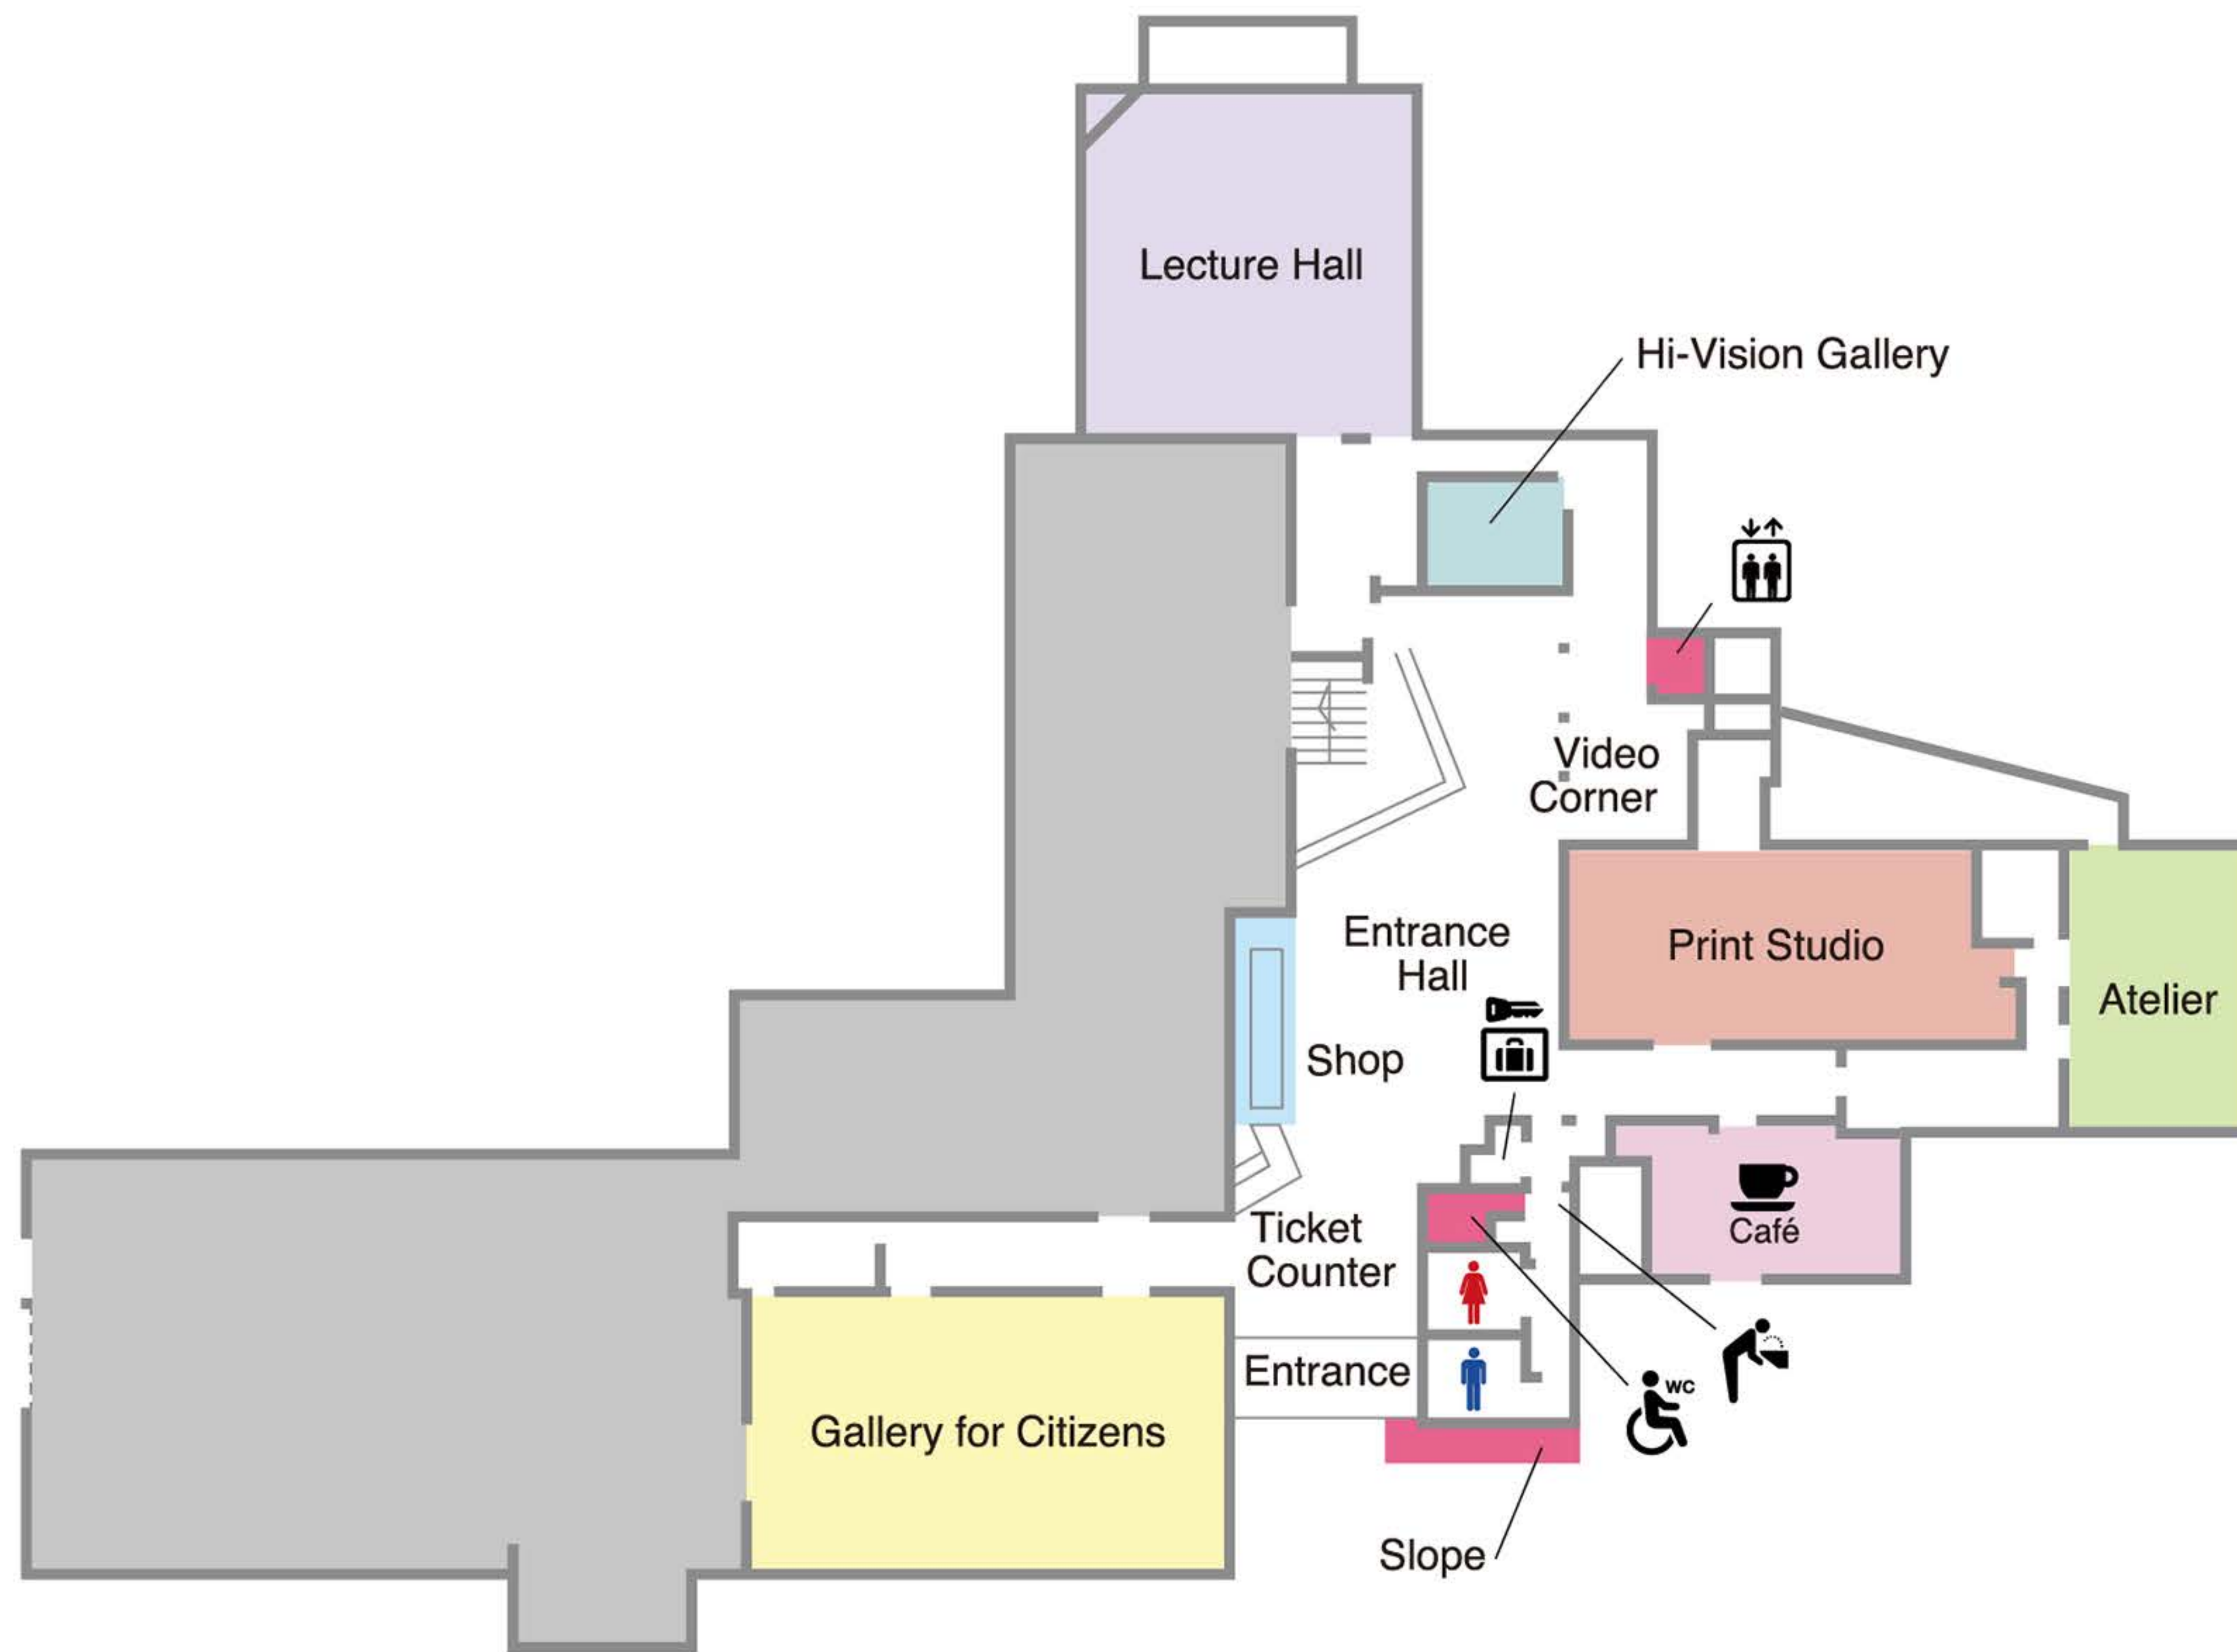 Lecture Hall
Hi-Vision Gallery
Video
Corner
Entrance
Hall
Print Studio
Atelier
Shop
Ticket
Counter
Café
Entrance
WC
Gallery for Citizens
Slope